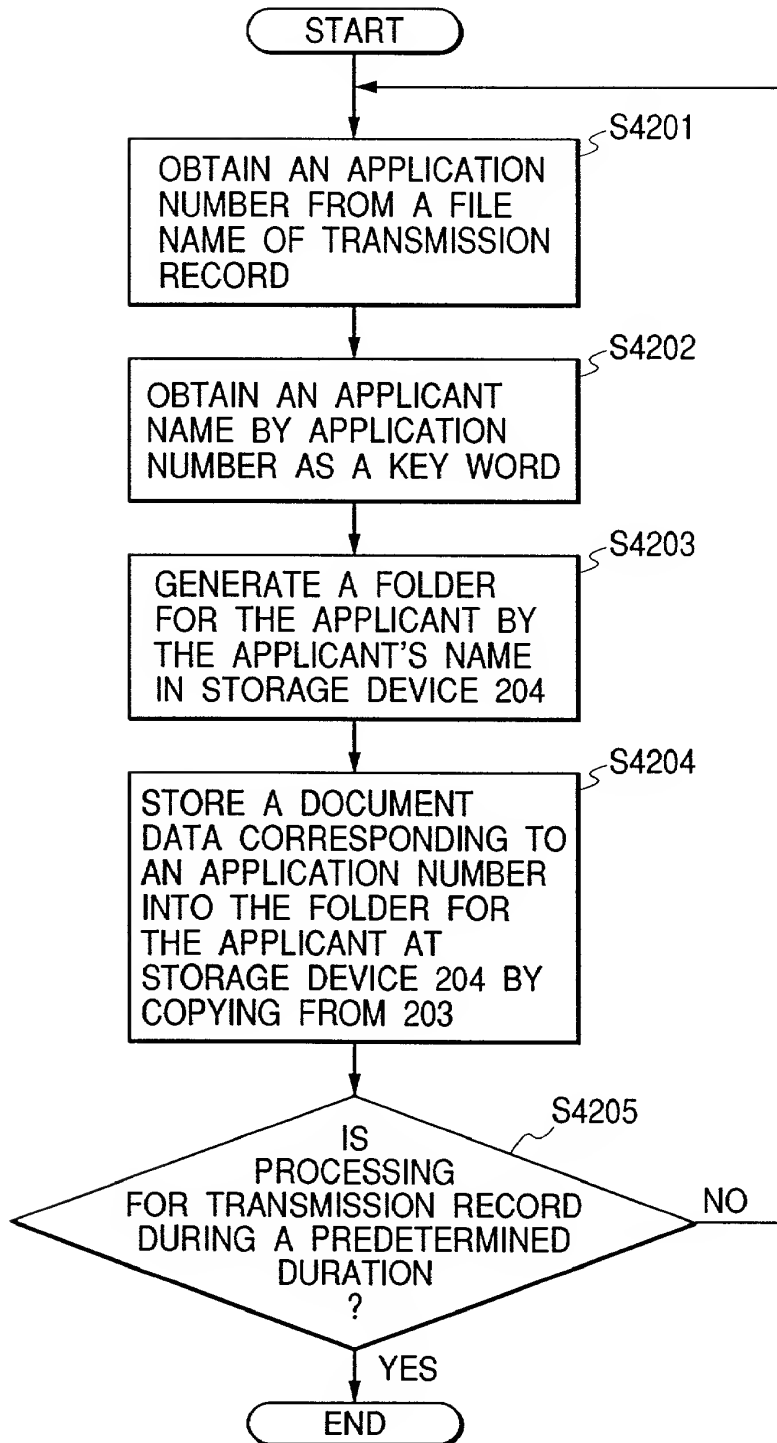 START
S4201
OBTAIN AN APPLICATION
NUMBER FROM A FILE
NAME OF TRANSMISSION
RECORD
S4202
OBTAIN AN APPLICANT
NAME BY APPLICATION
NUMBER AS A KEY WORD
S4203
GENERATE A FOLDER
FOR THE APPLICANT BY
THE APPLICANT'S NAME
IN STORAGE DEVICE 204
S4204
STORE A DOCUMENT
DATA CORRESPONDING TO
AN APPLICATION NUMBER
INTO THE FOLDER FOR
THE APPLICANT AT
STORAGE DEVICE 204 BY
COPYING FROM 203
S4205
IS
PROCESSING
FOR TRANSMISSION RECORD
DURING A PREDETERMINED
DURATION
?
NO
YES
END